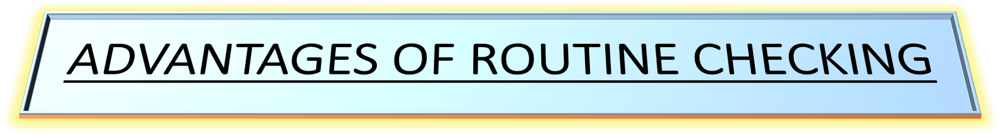 ADVANTAGES OF ROUTINE CHECKING